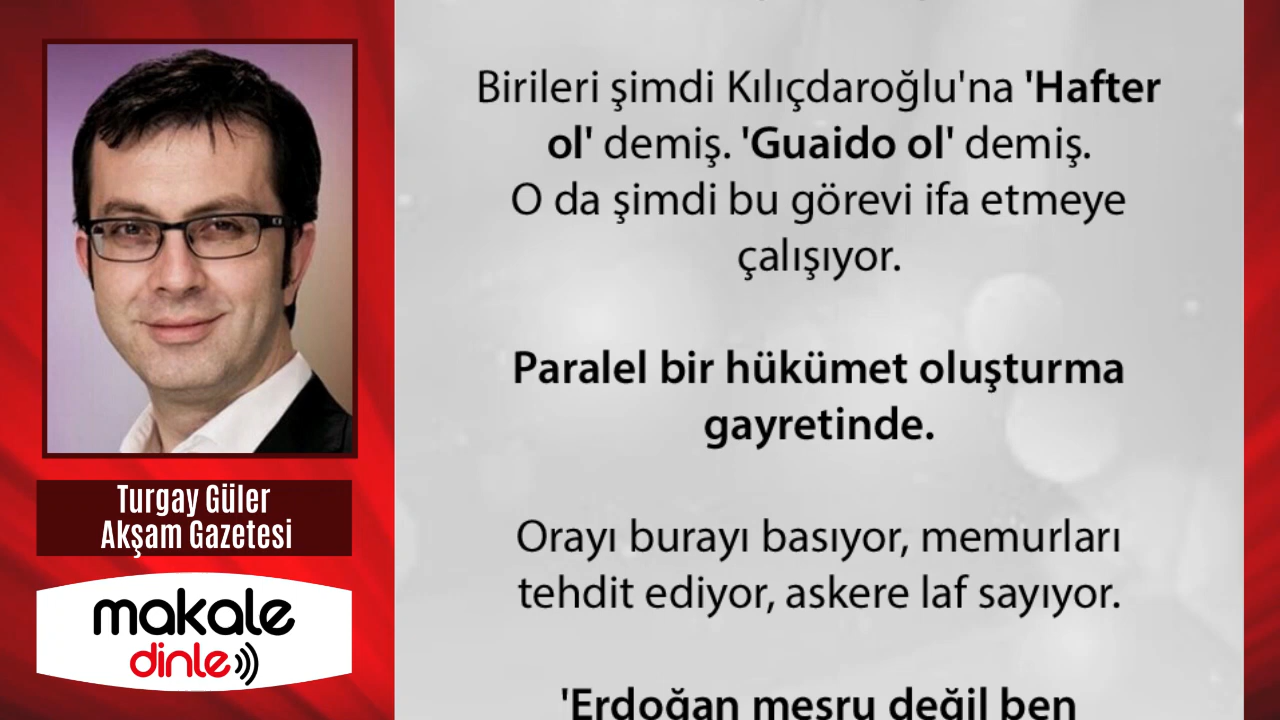 Birileri şimdi Kılıçdaroğlu'na 'Hafter
ol' demiş. 'Guaido ol' demiş.
O da şimdi bu görevi ifa etmeye
çalışıyor.
Paralel bir hükümet oluşturma
gayretinde.
Orayı burayı basıyor, memurları
tehdit ediyor, askere laf sayıyor.
'Erdoğan meşru değil ben
Turgay Güler
Akşam Gazetesi
makale
dinle